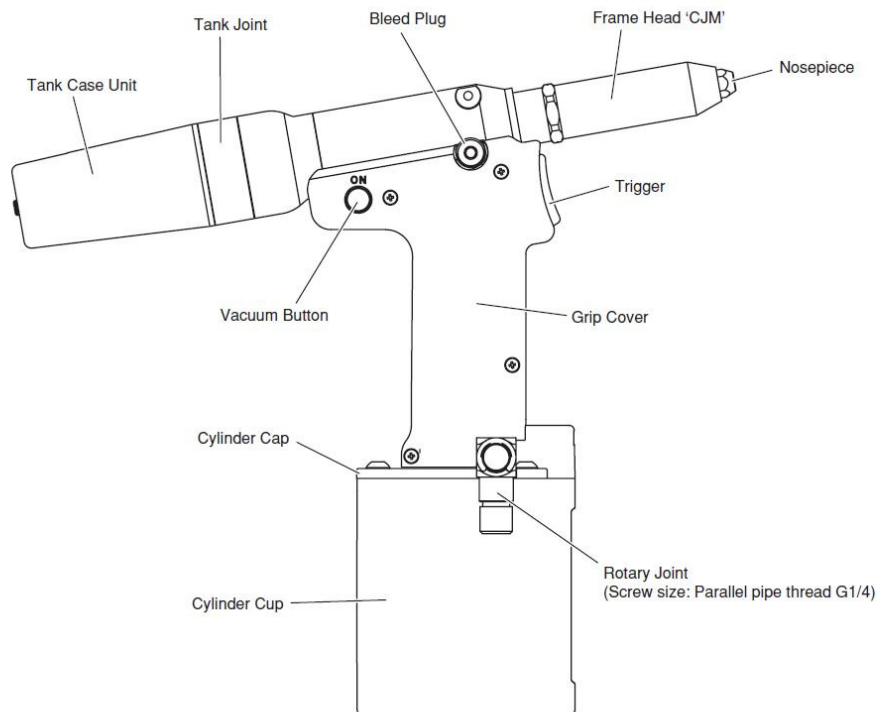 Frame Head ‘CJM’
Bleed Plug
Tank Joint
Nosepiece
Tank Case Unit
ON
Trigger
Vacuum Button
Grip Cover
Cylinder Cap
Rotary Joint
(Screw size: Parallel pipe thread G1/4)
Cylinder Cup